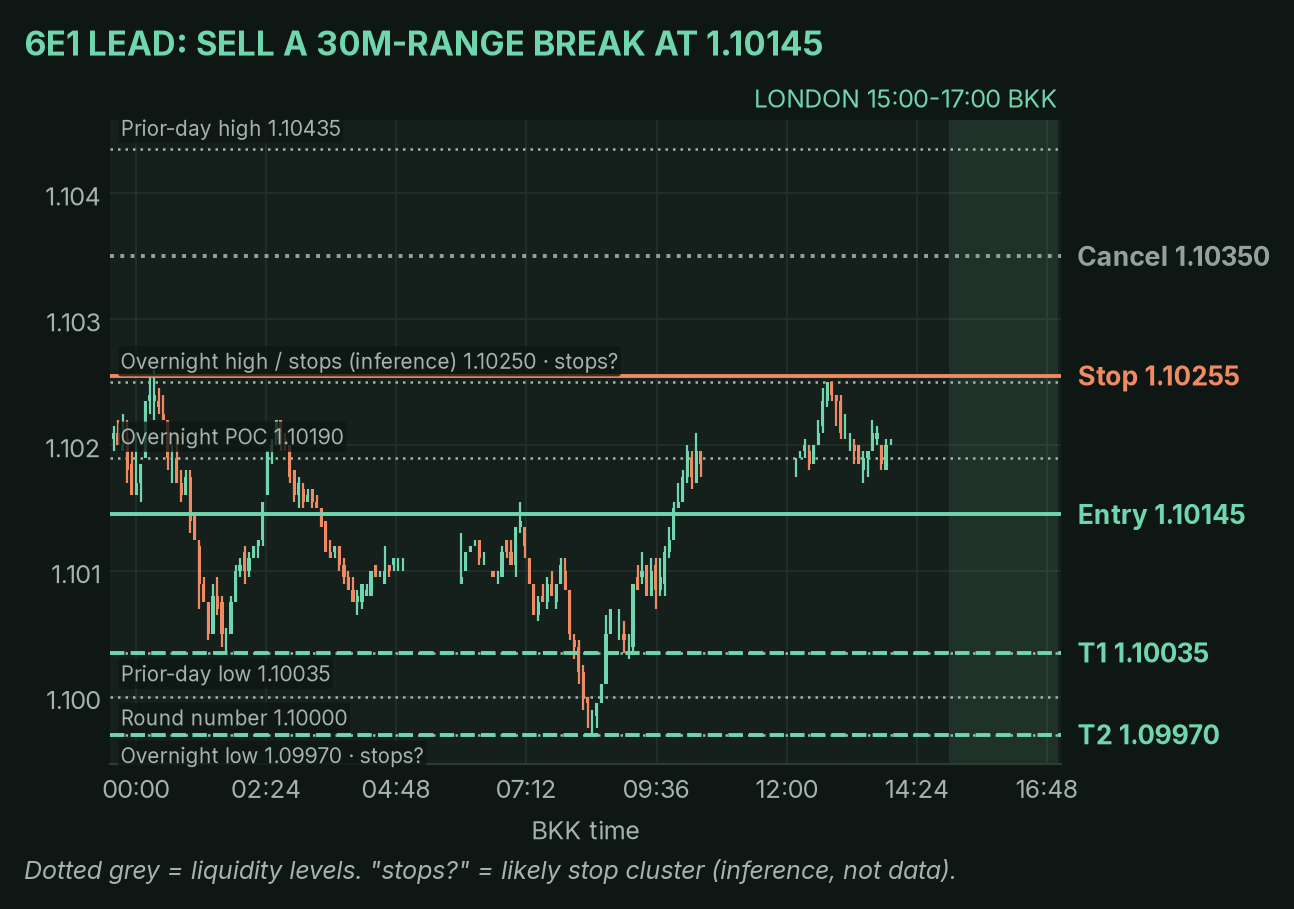 6E1 LEAD: SELL A 30M-RANGE BREAK AT 1.10145
LONDON 15:00-17:00 BKK
Prior-day high 1.10435
1.104
Cancel 1.10350
1.103
Overnight high / stops (inference) 1.10250 · stops?
Stop 1.10255
Overnight POC 1.10190
1.102
Entry 1.10145
1.101
T1 1.10035
Prior-day low 1.10035
1.100
Round number 1.10000
T2 1.09970
Overnight low 1.09970 · stops?
00:00 02:24 04:48 07:12 09:36 12:00 14:24 16:48
BKK time
Dotted grey = liquidity levels. "stops?" = likely stop cluster (inference, not data).